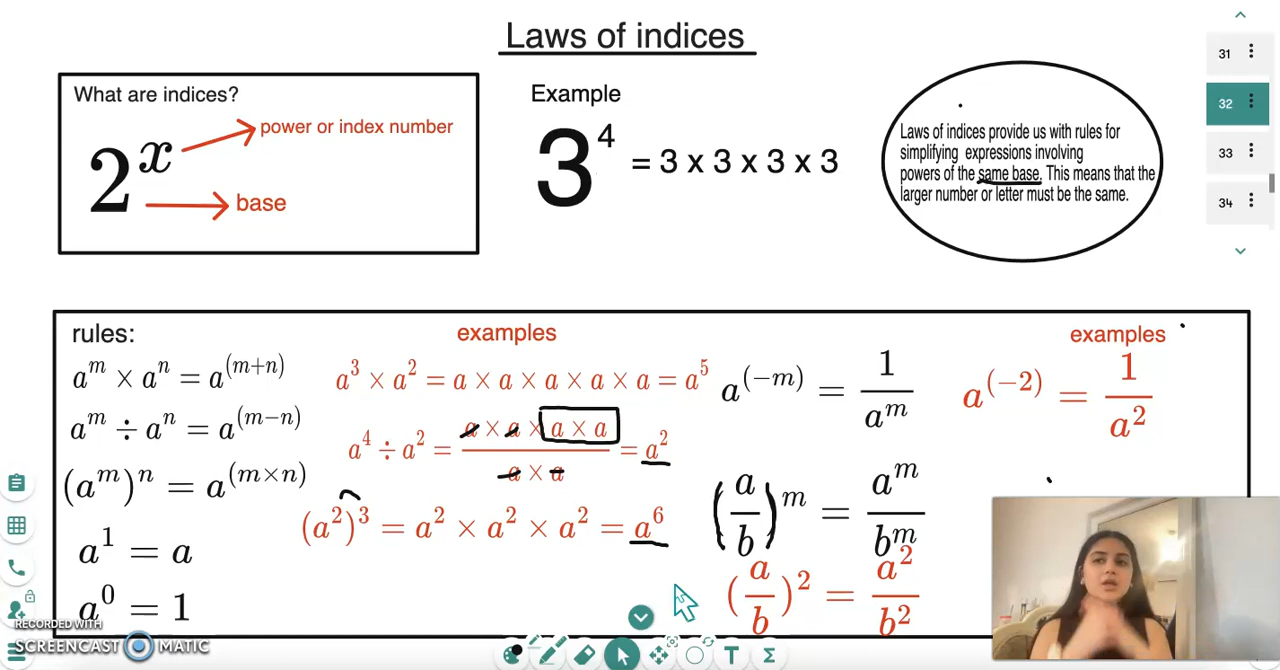 Laws of indices
What are indices?
2^x
power or index number
base
Example
3^4 = 3 x 3 x 3 x 3
Laws of indices provide us with rules for
simplifying expressions involving
powers of the same base. This means that the
larger number or letter must be the same.
31
32
33
34
rules:
a^m × a^n = a^(m+n)
a^m ÷ a^n = a^(m−n)
(a^m)^n = a^(m×n)
a^1 = a
a^0 = 1
examples
a^3 × a^2 = a × a × a × a × a = a^5
a^4 ÷ a^2 = (a × a × a × a)/(a × a) = a^2
(a^2)^3 = a^2 × a^2 × a^2 = a^6
a^(−m) = 1/a^m
(a/b)^m = a^m/b^m
(a/b)^2 = a^2/b^2
examples
a^(−2) = 1/a^2
RECORDED WITH
SCREENCAST MATIC
T
Σ